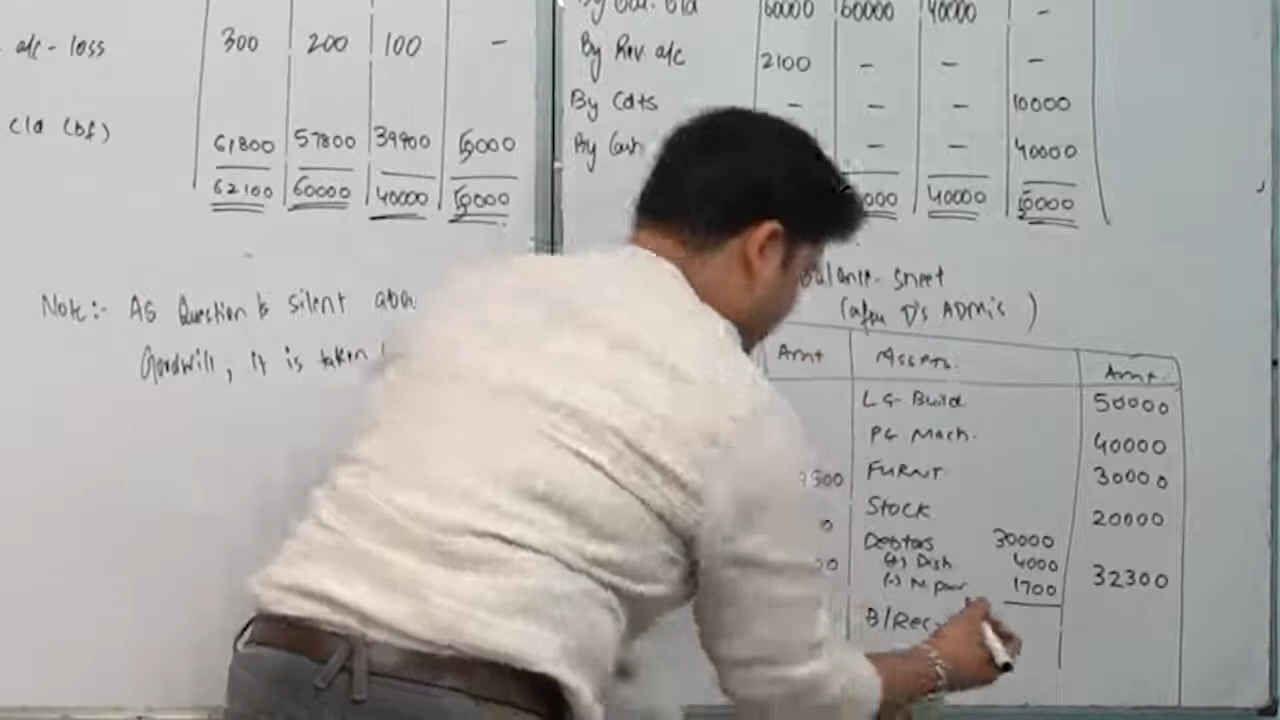 a/c - loss 300 200 100 -
c/d (bf) 61800 57800 39900 50000
62100 60000 40000 50000
Note:- AS Question is silent abou
Goodwill, it is taken
By Bal. b/d 60000 60000 40000 -
By Rev a/c 2100 - - -
By Cdts - - - 10000
By Cash - - 40000
000 40000 50000
Balance-Sheet
(after D's ADMis )
Amt Assets. Amt.
L & Build 50000
P & Mach. 40000
FURNT 30000
Stock 20000
Debtors 30000
(+) Dish 4000
(-) N. Prov 1700 32300
B/Rec